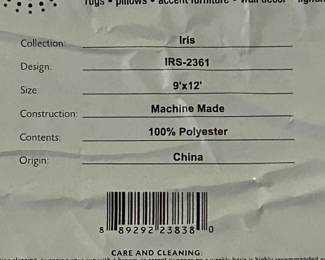 rugs • pillows • accent furniture • wall decor •
Collection: Iris
Design: IRS-2361
Size: 9'x12'
Construction: Machine Made
Contents: 100% Polyester
Origin: China
8 89292 23838 0
CARE AND CLEANING: